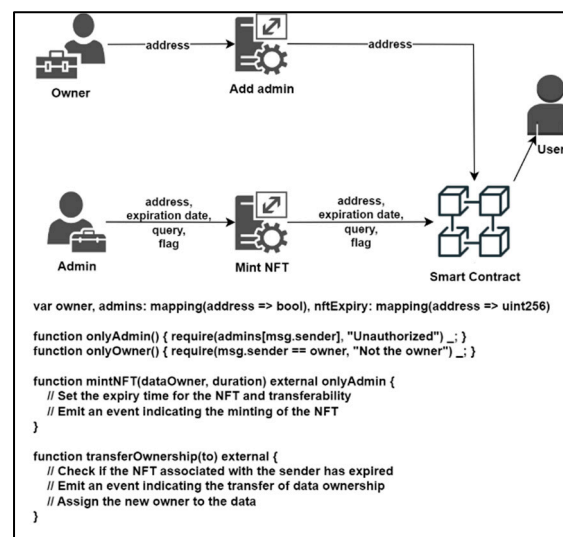 address
address
Owner
Add admin
User
address,
expiration date,
query,
flag
address,
expiration date,
query,
flag
Admin
Mint NFT
Smart Contract
var owner, admins: mapping(address => bool), nftExpiry: mapping(address => uint256)
function onlyAdmin() { require(admins[msg.sender], "Unauthorized") _; }
function onlyOwner() { require(msg.sender == owner, "Not the owner") _; }
function mintNFT(dataOwner, duration) external onlyAdmin {
// Set the expiry time for the NFT and transferability
// Emit an event indicating the minting of the NFT
}
function transferOwnership(to) external {
// Check if the NFT associated with the sender has expired
// Emit an event indicating the transfer of data ownership
// Assign the new owner to the data
}